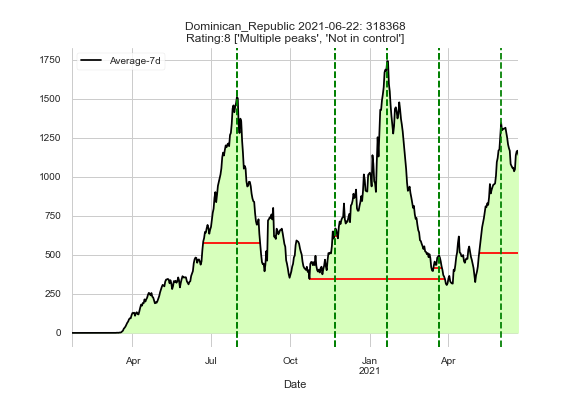 Dominican_Republic 2021-06-22: 318368
Rating:8 ['Multiple peaks', 'Not in control']
Average-7d
1750
1500
1250
1000
750
500
250
0
Apr Jul Oct Jan Apr
2021
Date